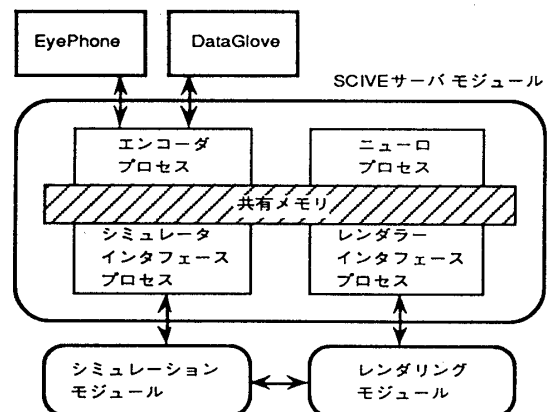 EyePhone
DataGlove
SCIVEサーバ モジュール
エンコーダ
プロセス
ニューロ
プロセス
共有メモリ
シミュレータ
インタフェース
プロセス
レンダラー
インタフェース
プロセス
シミュレーション
モジュール
レンダリング
モジュール